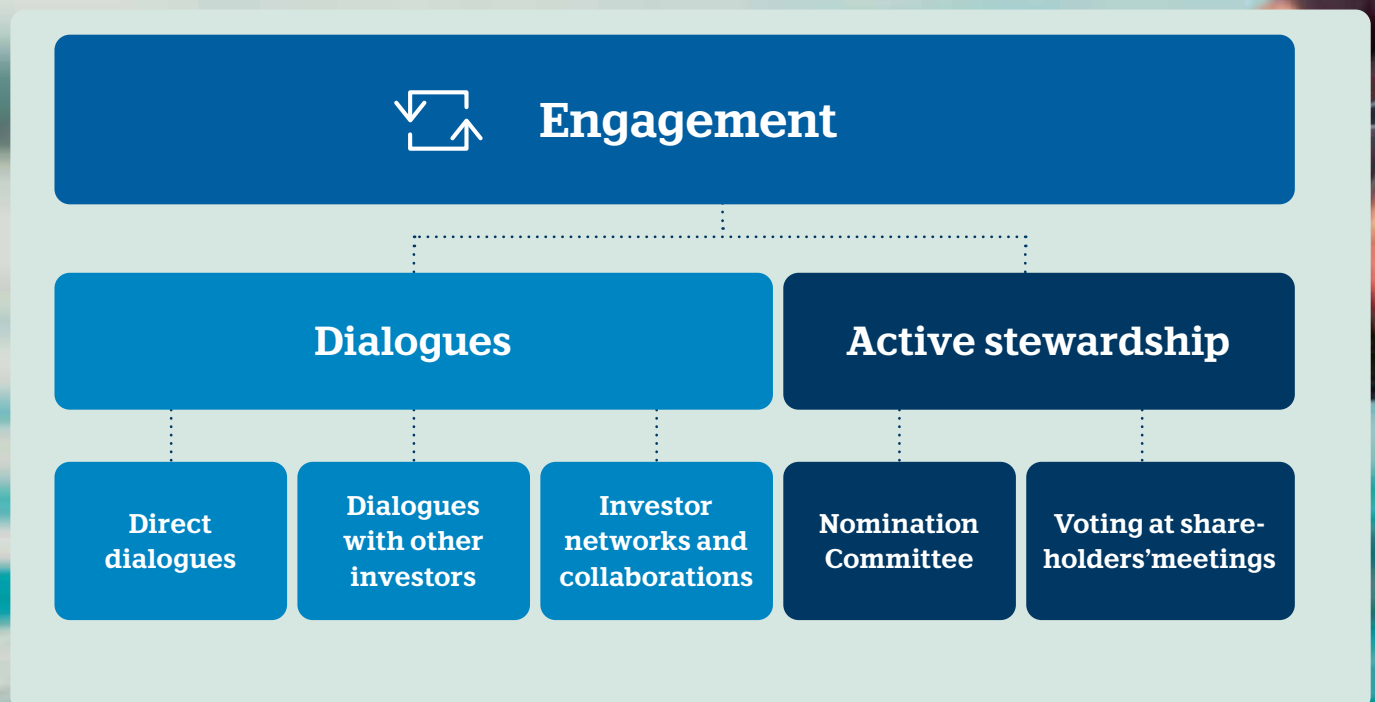 Engagement
Dialogues
Active stewardship
Direct
dialogues
Dialogues
with other
investors
Investor
networks and
collaborations
Nomination
Committee
Voting at share-
holders'meetings